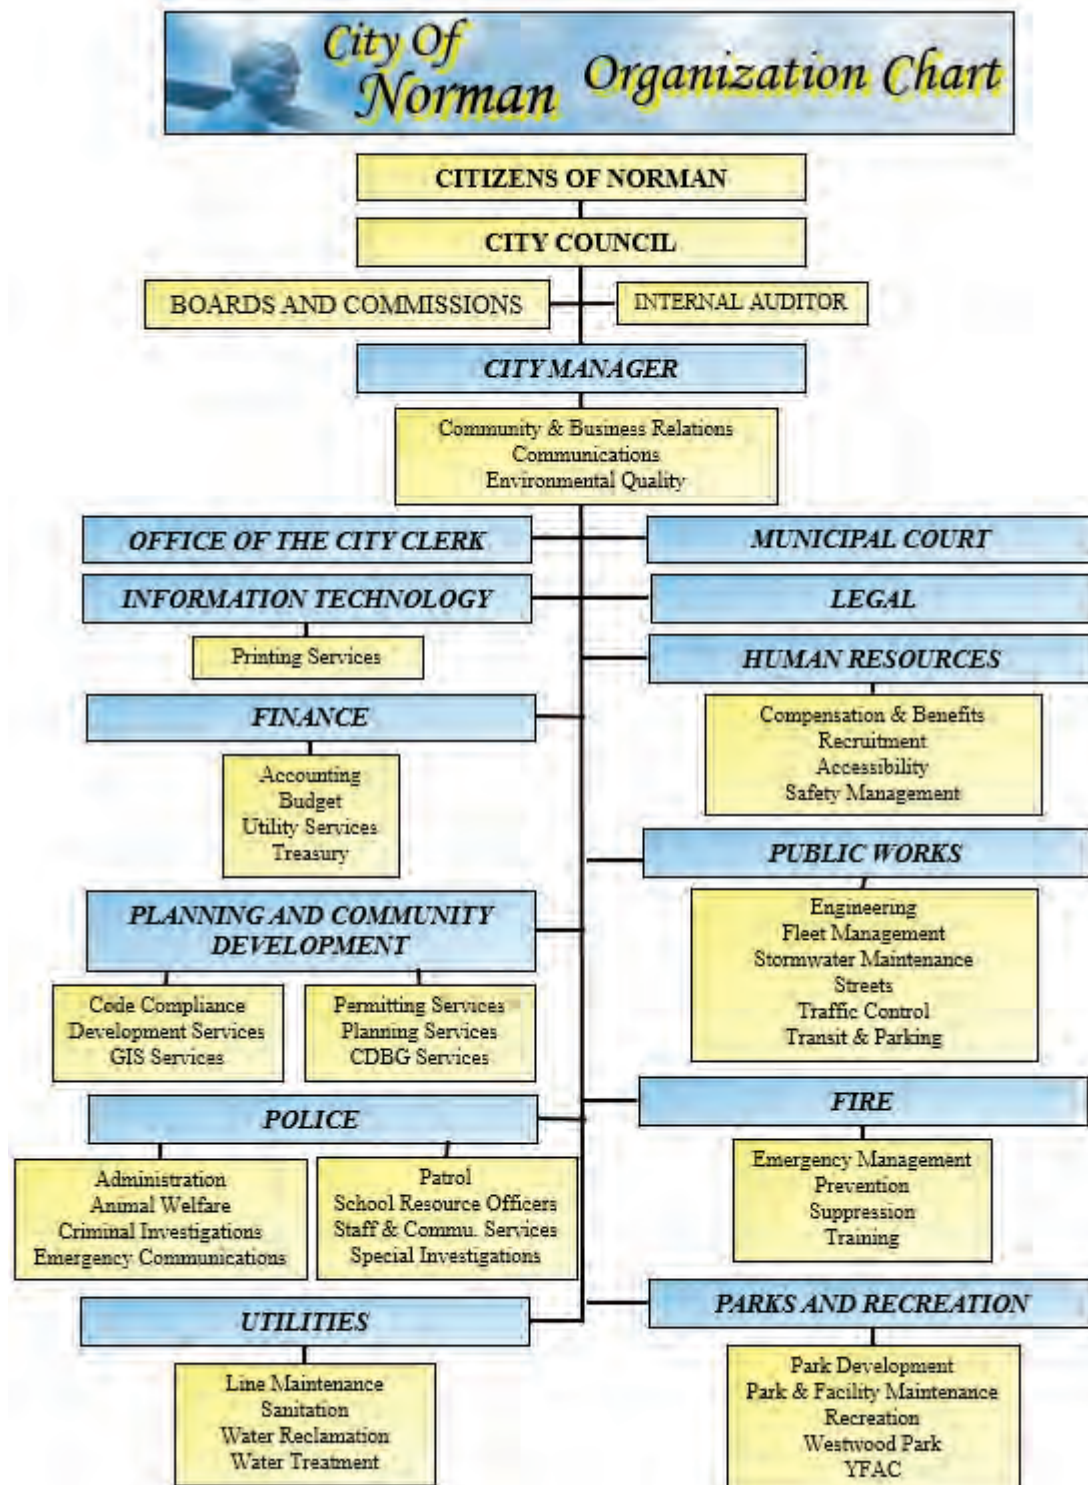 City Of
Norman
Organization Chart
CITIZENS OF NORMAN
CITY COUNCIL
BOARDS AND COMMISSIONS
INTERNAL AUDITOR
CITY MANAGER
Community & Business Relations
Communications
Environmental Quality
OFFICE OF THE CITY CLERK
MUNICIPAL COURT
INFORMATION TECHNOLOGY
LEGAL
Printing Services
HUMAN RESOURCES
Compensation & Benefits
Recruitment
Accessibility
Safety Management
FINANCE
Accounting
Budget
Utility Services
Treasury
PUBLIC WORKS
Engineering
Fleet Management
Stormwater Maintenance
Streets
Traffic Control
Transit & Parking
PLANNING AND COMMUNITY
DEVELOPMENT
Code Compliance
Development Services
GIS Services
Permitting Services
Planning Services
CDBG Services
FIRE
Emergency Management
Prevention
Suppression
Training
POLICE
Administration
Animal Welfare
Criminal Investigations
Emergency Communications
Patrol
School Resource Officers
Staff & Commu. Services
Special Investigations
PARKS AND RECREATION
Park Development
Park & Facility Maintenance
Recreation
Westwood Park
YFAC
UTILITIES
Line Maintenance
Sanitation
Water Reclamation
Water Treatment